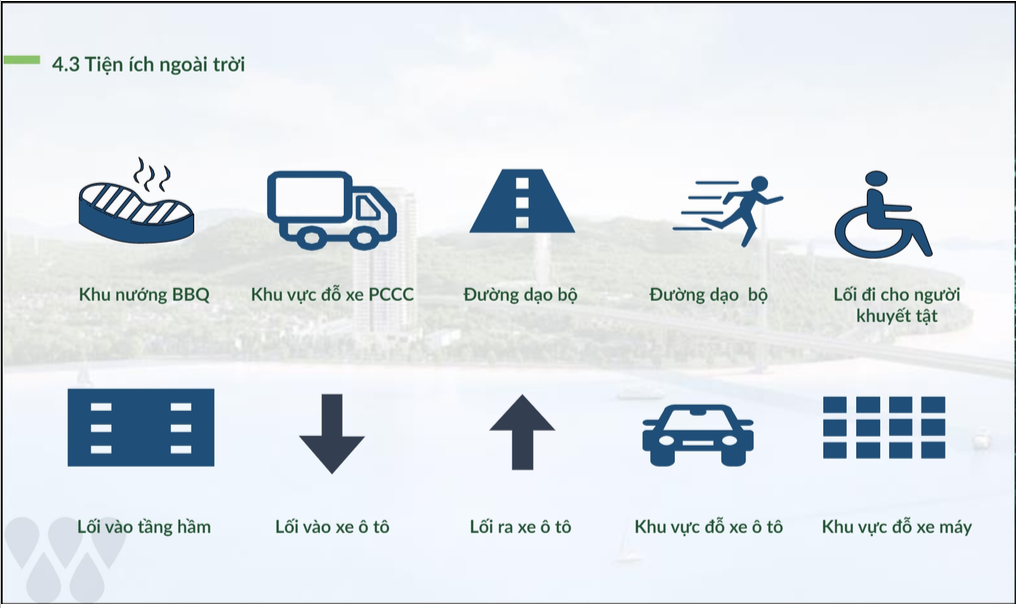 4.3 Tiện ích ngoài trời
Khu nướng BBQ
Khu vực đỗ xe PCCC
Đường dạo bộ
Đường dạo bộ
Lối đi cho người
khuyết tật
Lối vào tầng hầm
Lối vào xe ô tô
Lối ra xe ô tô
Khu vực đỗ xe ô tô
Khu vực đỗ xe máy